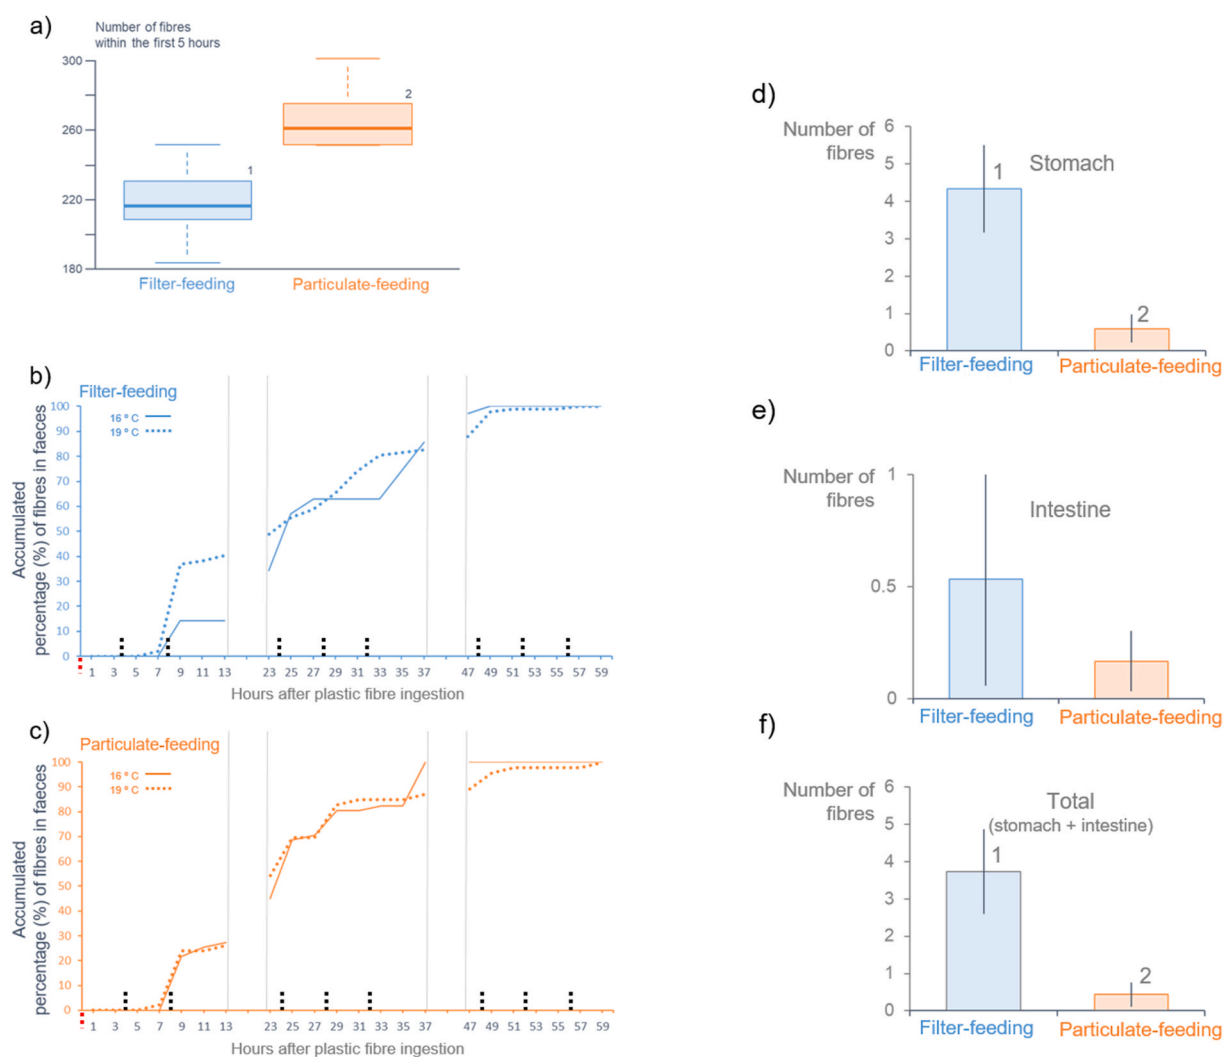 a)
Number of fibres
within the first 5 hours
300
260
220
180
1
2
Filter-feeding
Particulate-feeding
b)
Filter-feeding
16 º C
19 º C
Accumulated
percentage (%) of fibres in faeces
100
90
80
70
60
50
40
30
20
10
0
1 3 5 7 9 11 13 23 25 27 29 31 33 35 37 47 49 51 53 55 57 59
Hours after plastic fibre ingestion
c)
Particulate-feeding
16 º C
19 º C
Accumulated
percentage (%) of fibres in faeces
100
90
80
70
60
50
40
30
20
10
0
1 3 5 7 9 11 13 23 25 27 29 31 33 35 37 47 49 51 53 55 57 59
Hours after plastic fibre ingestion
d)
Number of
fibres
Stomach
6
5
4
3
2
1
0
1
2
Filter-feeding
Particulate-feeding
e)
Number of
fibres
Intestine
1
0.5
0
Filter-feeding
Particulate-feeding
f)
Number of
fibres
Total
(stomach + intestine)
6
5
4
3
2
1
0
1
2
Filter-feeding
Particulate-feeding